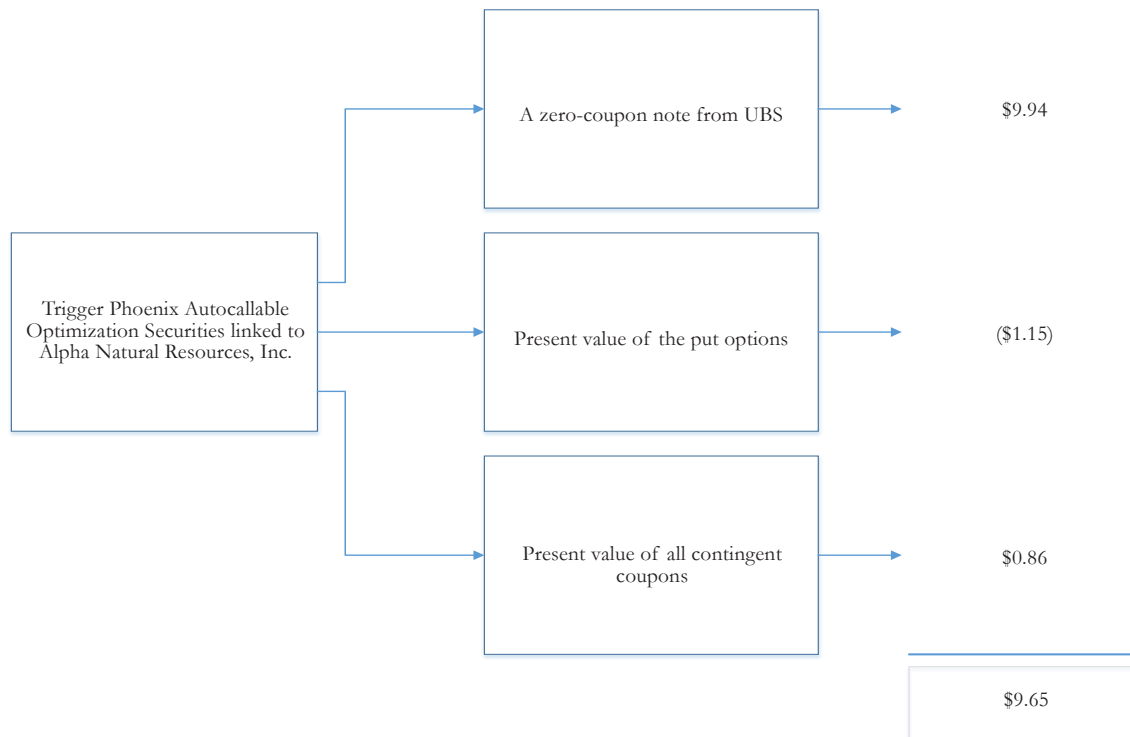 A zero-coupon note from UBS
$9.94
Trigger Phoenix Autocallable
Optimization Securities linked to
Alpha Natural Resources, Inc.
Present value of the put options
($1.15)
Present value of all contingent
coupons
$0.86
$9.65